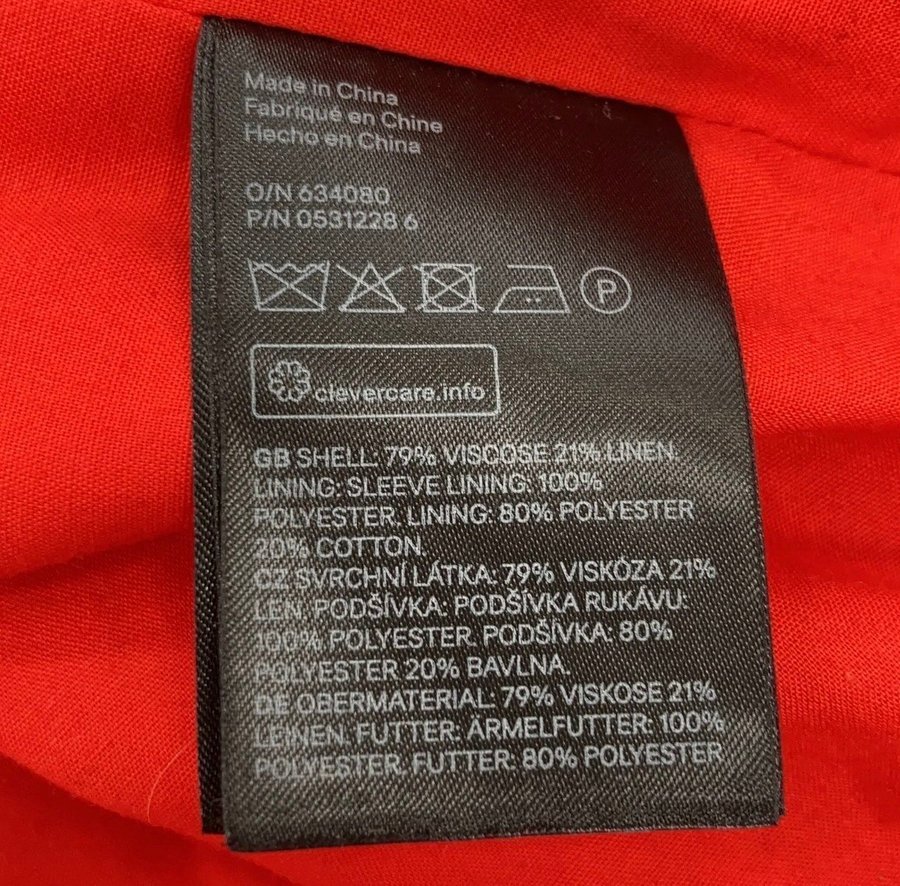 Made in China
Fabriqué en Chine
Hecho en China
O/N 634080
P/N 0531228 6
P
clevercare.info
GB SHELL: 79% VISCOSE 21% LINEN.
LINING: SLEEVE LINING: 100%
POLYESTER. LINING: 80% POLYESTER
20% COTTON.
CZ SVRCHNÍ LÁTKA: 79% VISKÓZA 21%
LEN. PODŠÍVKA: PODŠÍVKA RUKÁVU:
100% POLYESTER. PODŠÍVKA: 80%
POLYESTER 20% BAVLNA.
DE OBERMATERIAL: 79% VISKOSE 21%
LEINEN. FUTTER: ÄRMELFUTTER: 100%
POLYESTER. FUTTER: 80% POLYESTER